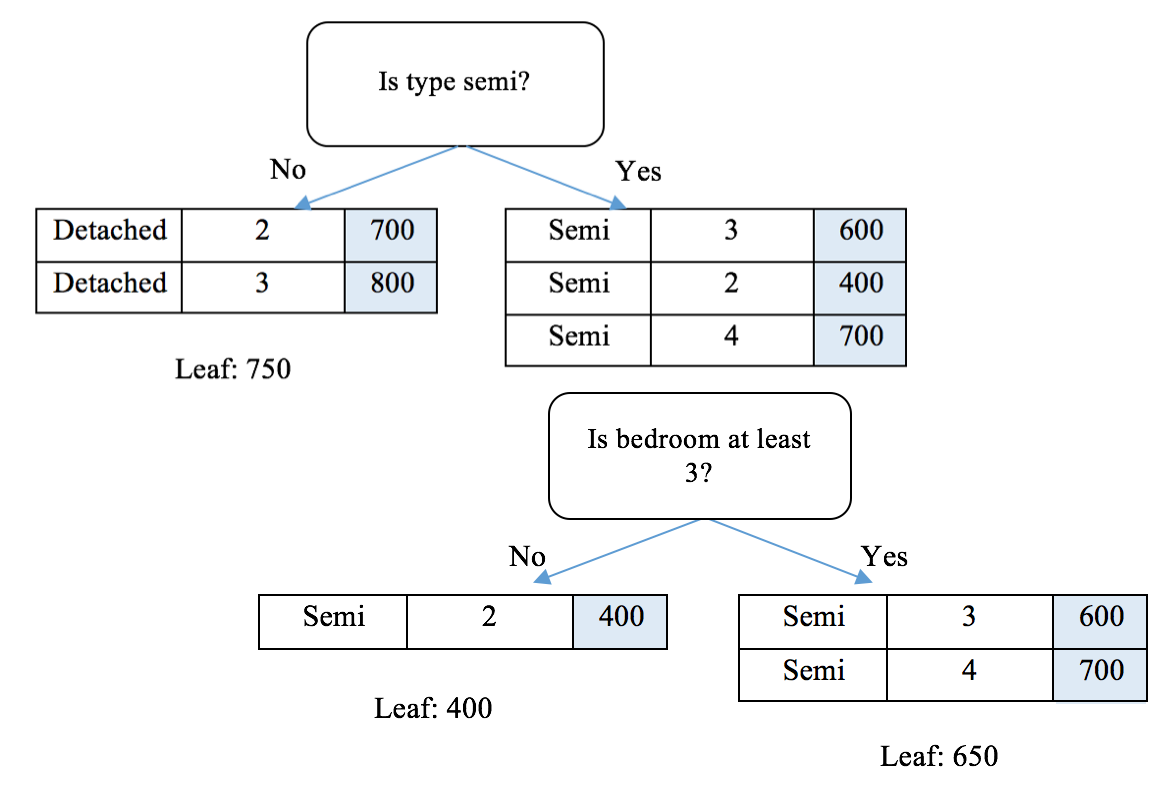 Is type semi?
No
Yes
Detached 2 700
Detached 3 800
Semi 3 600
Semi 2 400
Semi 4 700
Leaf: 750
Is bedroom at least
3?
No
Yes
Semi 2 400
Semi 3 600
Semi 4 700
Leaf: 400
Leaf: 650